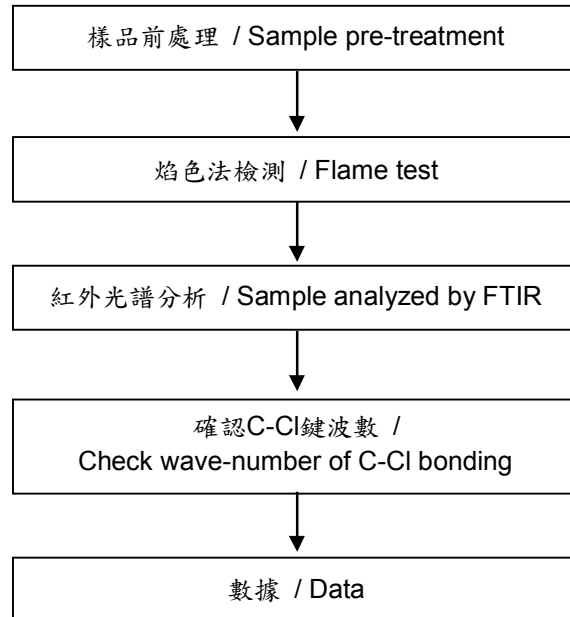 樣品前處理 / Sample pre-treatment
焰色法檢測 / Flame test
紅外光譜分析 / Sample analyzed by FTIR
確認C-Cl鍵波數 /
Check wave-number of C-Cl bonding
數據 / Data